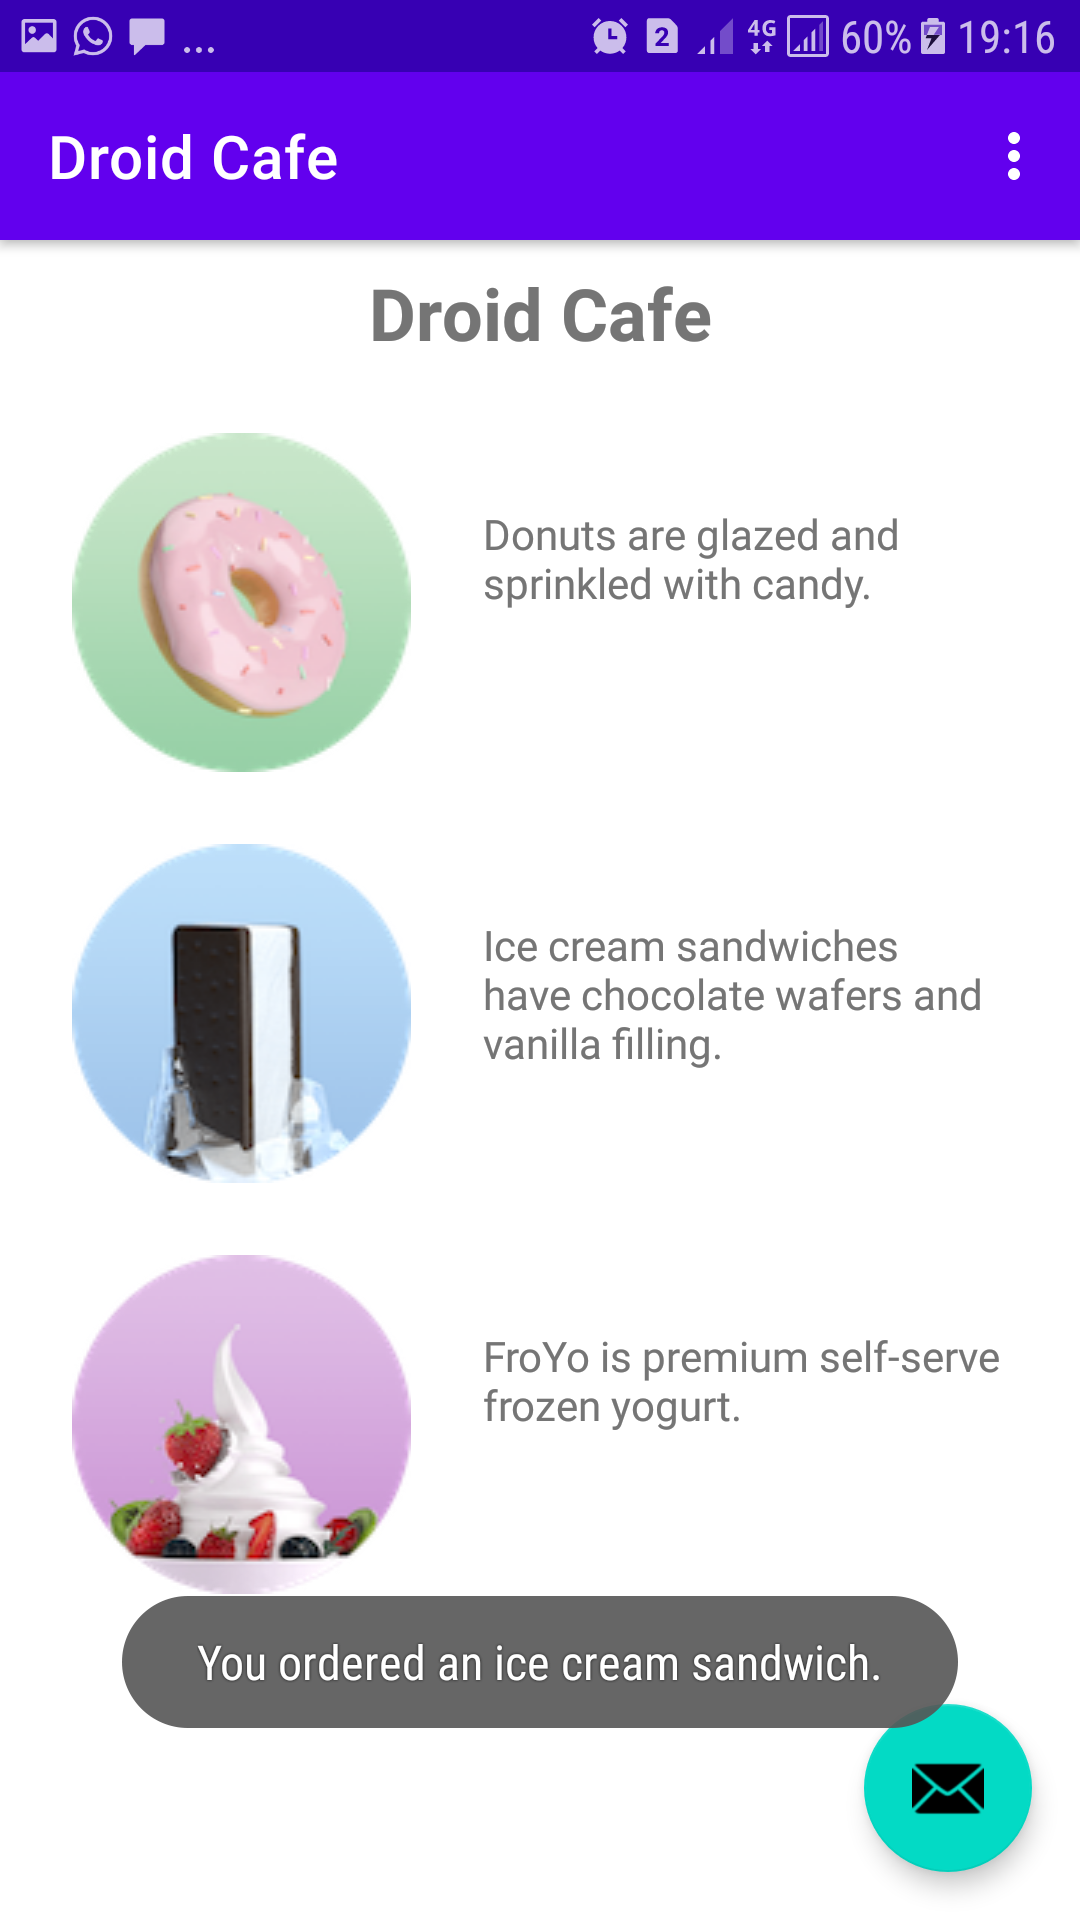 ... 2 4G 60% 19:16
Droid Cafe
Droid Cafe
Donuts are glazed and
sprinkled with candy.
Ice cream sandwiches
have chocolate wafers and
vanilla filling.
FroYo is premium self-serve
frozen yogurt.
You ordered an ice cream sandwich.